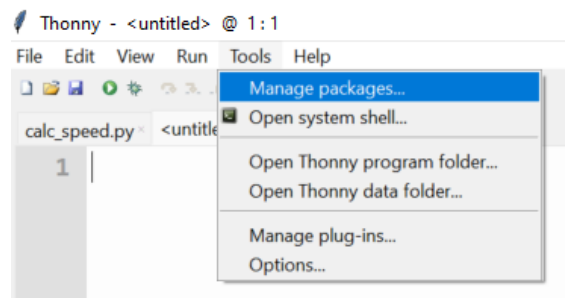 Thonny - <untitled> @ 1:1
File Edit View Run Tools Help
Manage packages...
Open system shell...
calc_speed.py × <untitle
Open Thonny program folder...
1
Open Thonny data folder...
Manage plug-ins...
Options...